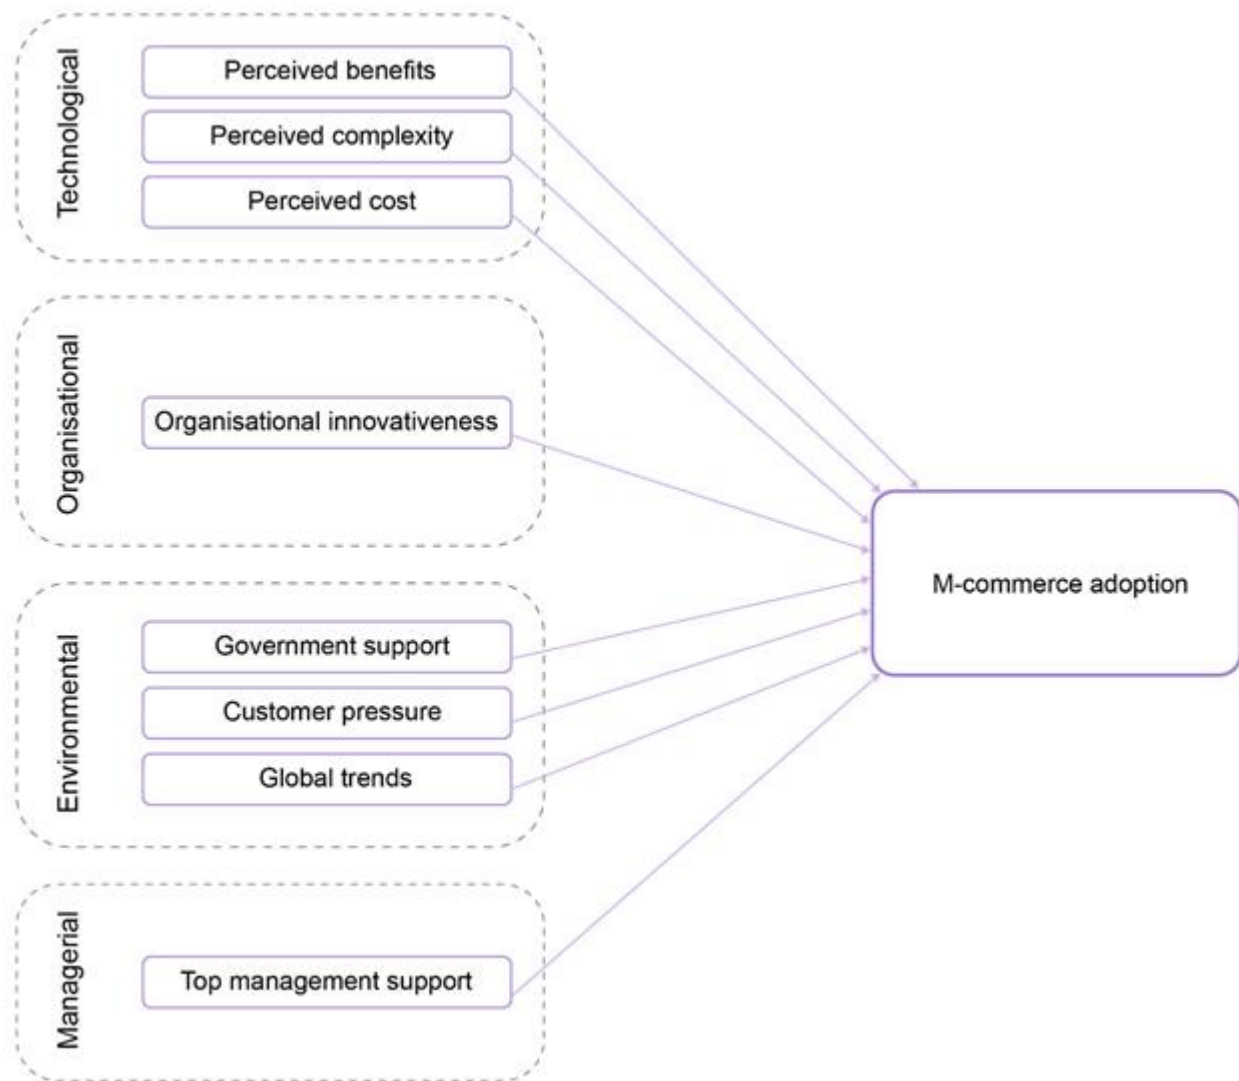 Technological
Perceived benefits
Perceived complexity
Perceived cost
Organisational
Organisational innovativeness
M-commerce adoption
Environmental
Government support
Customer pressure
Global trends
Managerial
Top management support